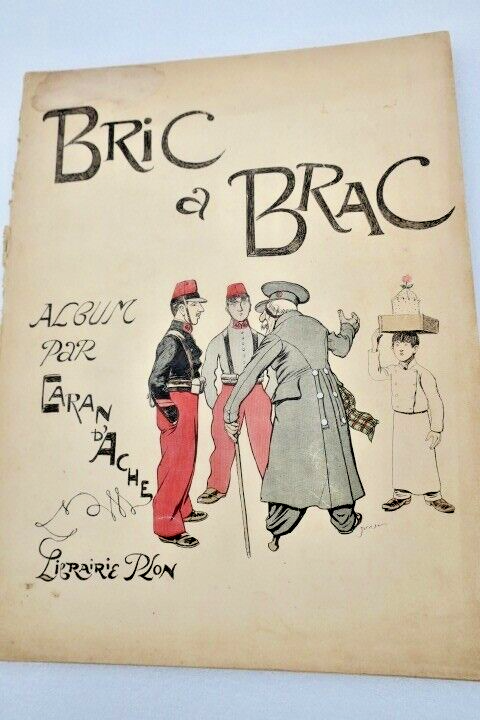 BRiC
a BRAC
ALBUM
PAR
CARAN
D'ACHE
LIBRAIRIE PLON